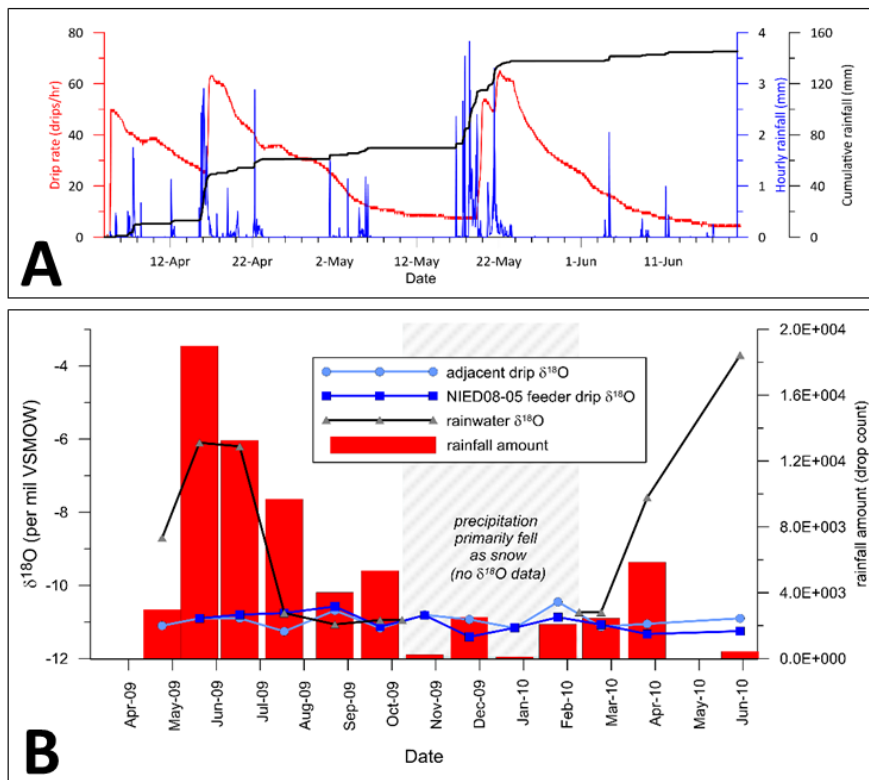 80
60
40
20
0
Drip rate (drips/hr)
4
3
2
1
0
Hourly rainfall (mm)
160
120
80
40
0
Cumulative rainfall (mm)
12-Apr
22-Apr
2-May
12-May
22-May
1-Jun
11-Jun
Date
A
-4
-6
-8
-10
-12
δ¹⁸O (per mil VSMOW)
adjacent drip δ¹⁸O
NIED08-05 feeder drip δ¹⁸O
rainwater δ¹⁸O
rainfall amount
precipitation
primarily fell
as snow
(no δ¹⁸O data)
2.0E+004
1.6E+004
1.2E+004
8.0E+003
4.0E+003
0.0E+000
rainfall amount (drop count)
Apr-09
May-09
Jun-09
Jul-09
Aug-09
Sep-09
Oct-09
Nov-09
Dec-09
Jan-10
Feb-10
Mar-10
Apr-10
Jun-10
Date
B